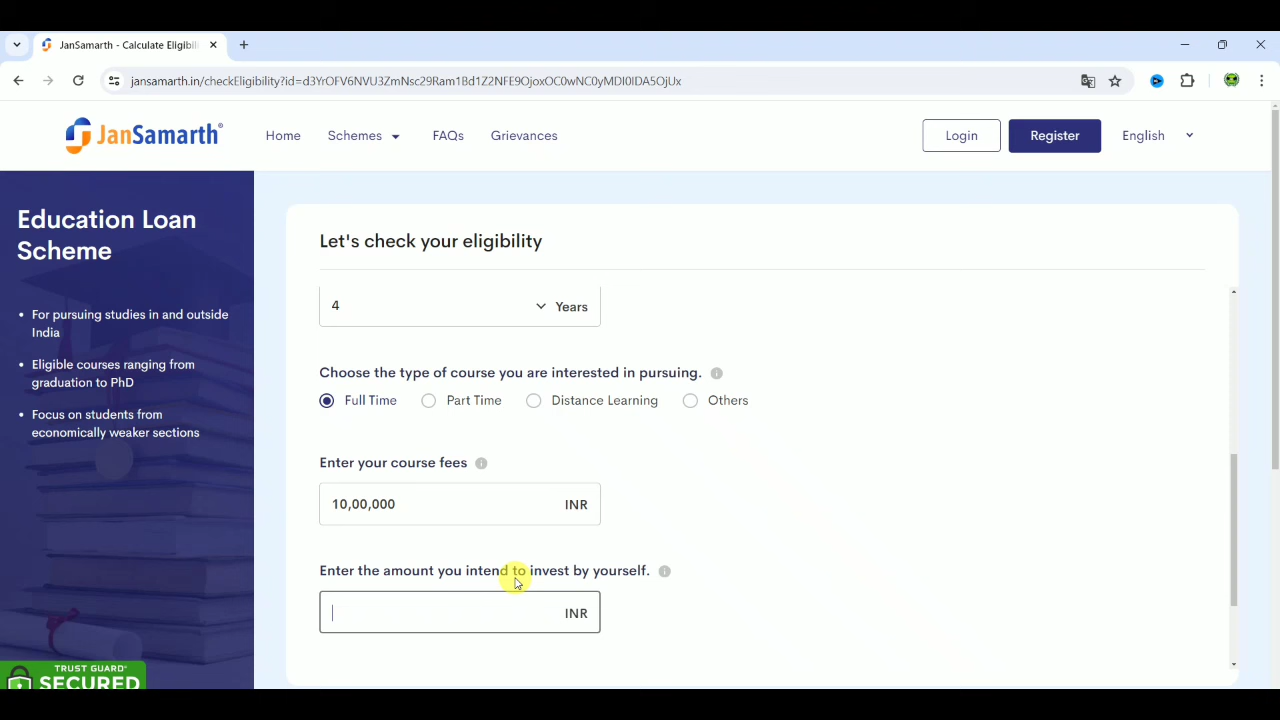 JanSamarth - Calculate Eligibili
jansamarth.in/checkEligibility?id=d3YrOFV6NVU3ZmNsc29Ram1Bd1Z2NFE9OjoxOC0wNC0yMDI0IDA5OjUx
JanSamarth
Home
Schemes
FAQs
Grievances
Login
Register
English
Education Loan
Scheme
• For pursuing studies in and outside
India
• Eligible courses ranging from
graduation to PhD
• Focus on students from
economically weaker sections
TRUST GUARD
SECURED
Let's check your eligibility
4 Years
Choose the type of course you are interested in pursuing.
Full Time Part Time Distance Learning Others
Enter your course fees
10,00,000 INR
Enter the amount you intend to invest by yourself.
INR